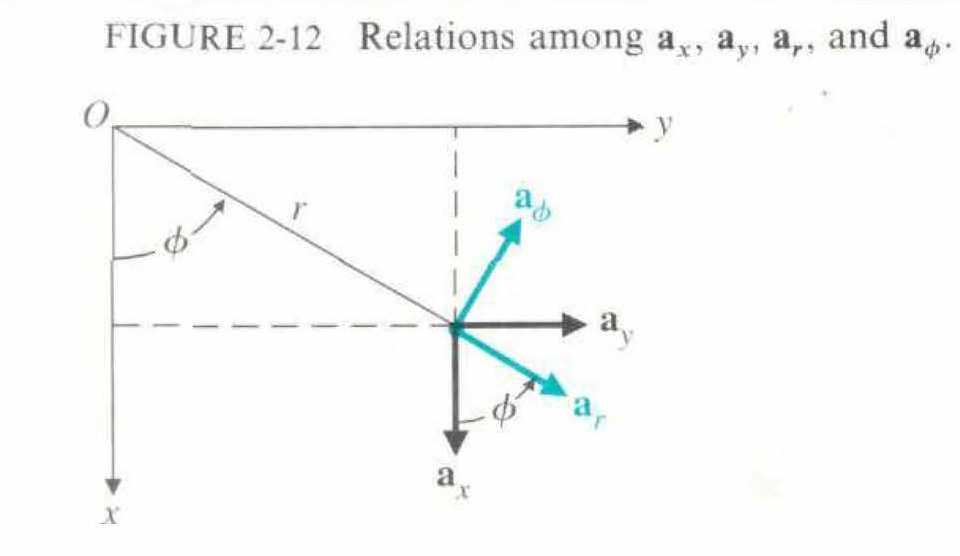 FIGURE 2-12 Relations among a_x, a_y, a_r, and a_ϕ.
O
y
a_ϕ
r
ϕ
a_y
ϕ
a_r
a_x
x